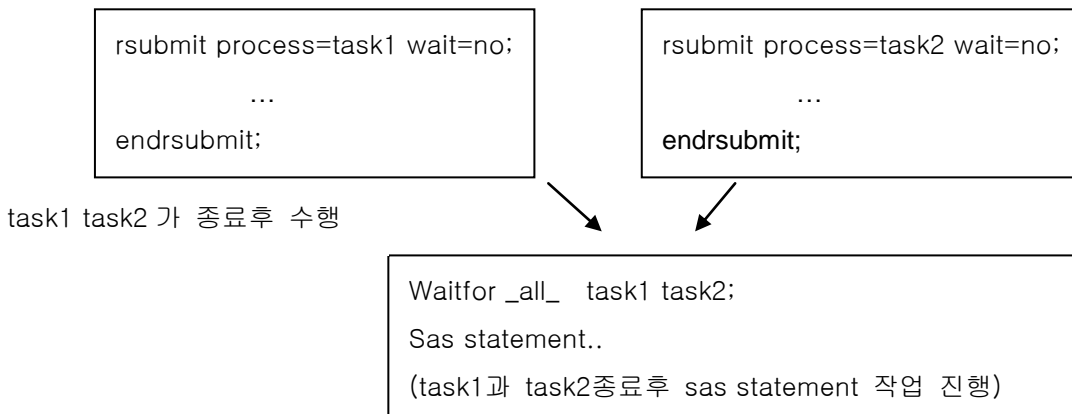 rsubmit process=task1 wait=no;
...
endrsubmit;
rsubmit process=task2 wait=no;
...
endrsubmit;
task1 task2 가 종료후 수행
Waitfor _all_ task1 task2;
Sas statement..
(task1과 task2종료후 sas statement 작업 진행)